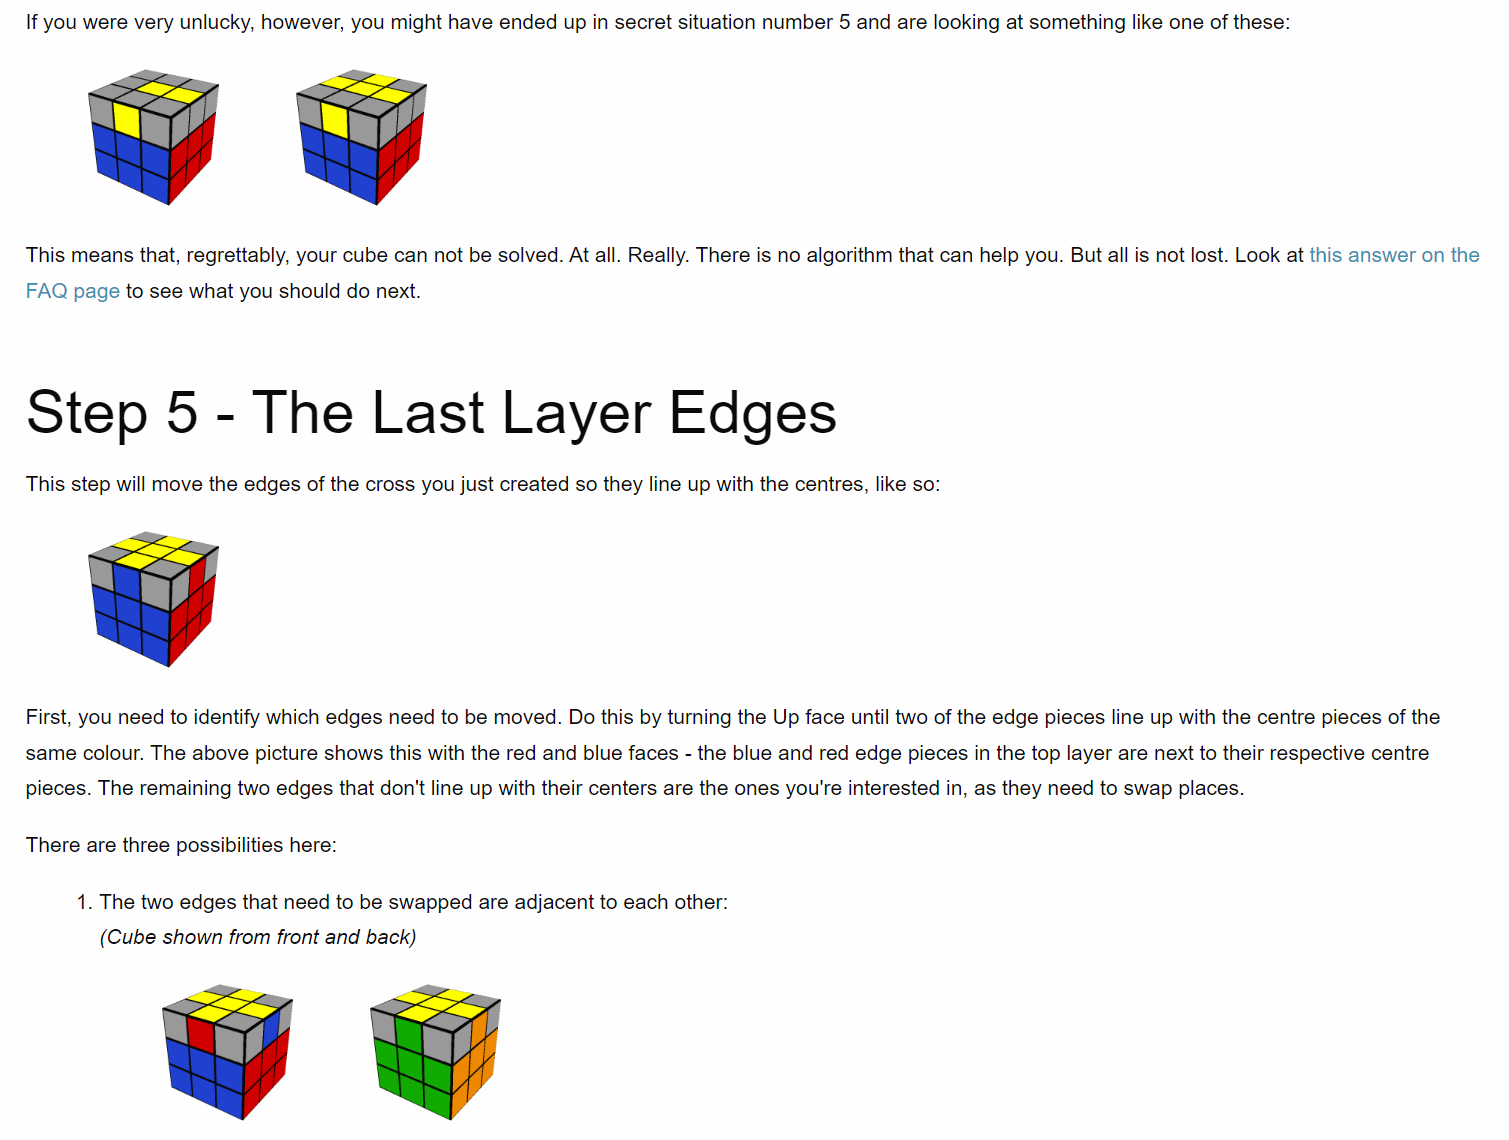 If you were very unlucky, however, you might have ended up in secret situation number 5 and are looking at something like one of these:
This means that, regrettably, your cube can not be solved. At all. Really. There is no algorithm that can help you. But all is not lost. Look at this answer on the
FAQ page to see what you should do next.
Step 5 - The Last Layer Edges
This step will move the edges of the cross you just created so they line up with the centres, like so:
First, you need to identify which edges need to be moved. Do this by turning the Up face until two of the edge pieces line up with the centre pieces of the
same colour. The above picture shows this with the red and blue faces - the blue and red edge pieces in the top layer are next to their respective centre
pieces. The remaining two edges that don't line up with their centers are the ones you're interested in, as they need to swap places.
There are three possibilities here:
1. The two edges that need to be swapped are adjacent to each other:
(Cube shown from front and back)